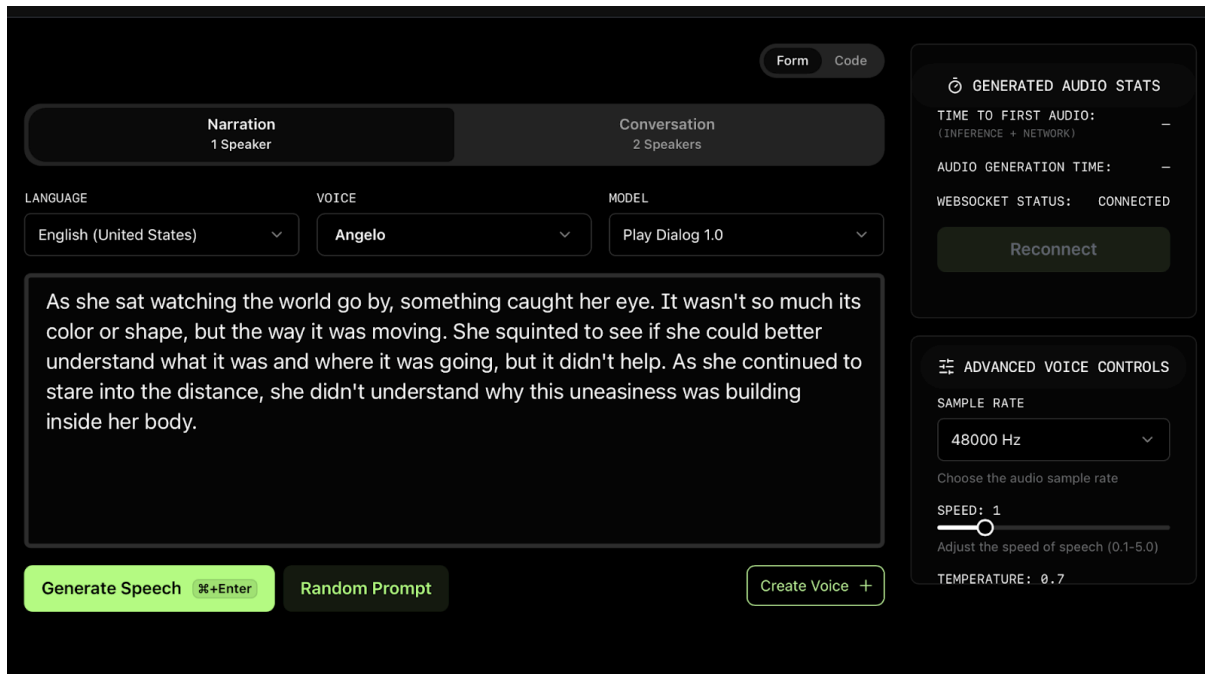 Form
Code
Narration
1 Speaker
Conversation
2 Speakers
LANGUAGE
English (United States)
VOICE
Angelo
MODEL
Play Dialog 1.0
As she sat watching the world go by, something caught her eye. It wasn't so much its
color or shape, but the way it was moving. She squinted to see if she could better
understand what it was and where it was going, but it didn't help. As she continued to
stare into the distance, she didn't understand why this uneasiness was building
inside her body.
Generate Speech ⌘+Enter
Random Prompt
Create Voice +
GENERATED AUDIO STATS
TIME TO FIRST AUDIO: –
(INFERENCE + NETWORK)
AUDIO GENERATION TIME: –
WEBSOCKET STATUS: CONNECTED
Reconnect
ADVANCED VOICE CONTROLS
SAMPLE RATE
48000 Hz
Choose the audio sample rate
SPEED: 1
Adjust the speed of speech (0.1-5.0)
TEMPERATURE: 0.7